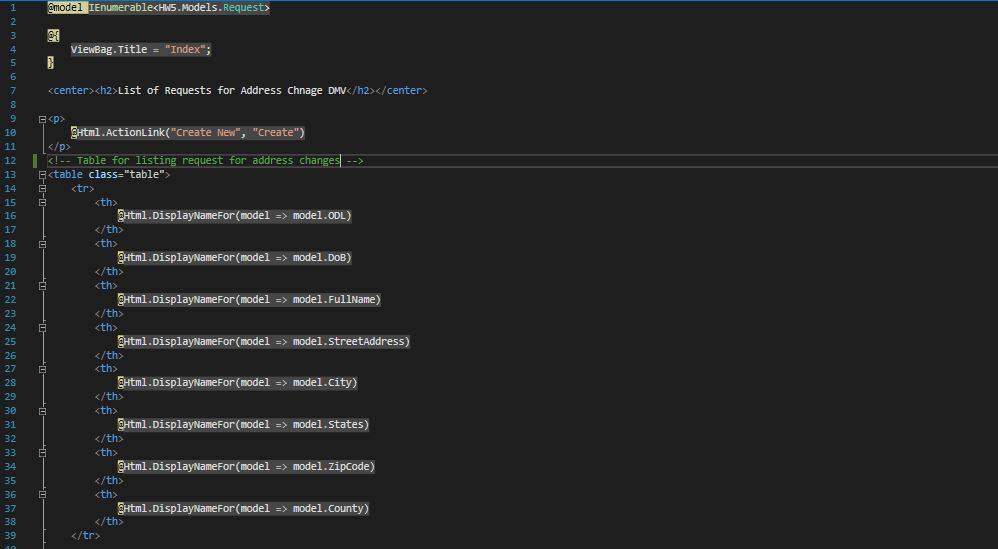 1 @model IEnumerable<HW5.Models.Request>
2
3 @{
4 ViewBag.Title = "Index";
5 }
6
7 <center><h2>List of Requests for Address Chnage DMV</h2></center>
8
9 <p>
10 @Html.ActionLink("Create New", "Create")
11 </p>
12 <!-- Table for listing request for address changes -->
13 <table class="table">
14 <tr>
15 <th>
16 @Html.DisplayNameFor(model => model.ODL)
17 </th>
18 <th>
19 @Html.DisplayNameFor(model => model.DoB)
20 </th>
21 <th>
22 @Html.DisplayNameFor(model => model.FullName)
23 </th>
24 <th>
25 @Html.DisplayNameFor(model => model.StreetAddress)
26 </th>
27 <th>
28 @Html.DisplayNameFor(model => model.City)
29 </th>
30 <th>
31 @Html.DisplayNameFor(model => model.States)
32 </th>
33 <th>
34 @Html.DisplayNameFor(model => model.ZipCode)
35 </th>
36 <th>
37 @Html.DisplayNameFor(model => model.County)
38 </th>
39 </tr>